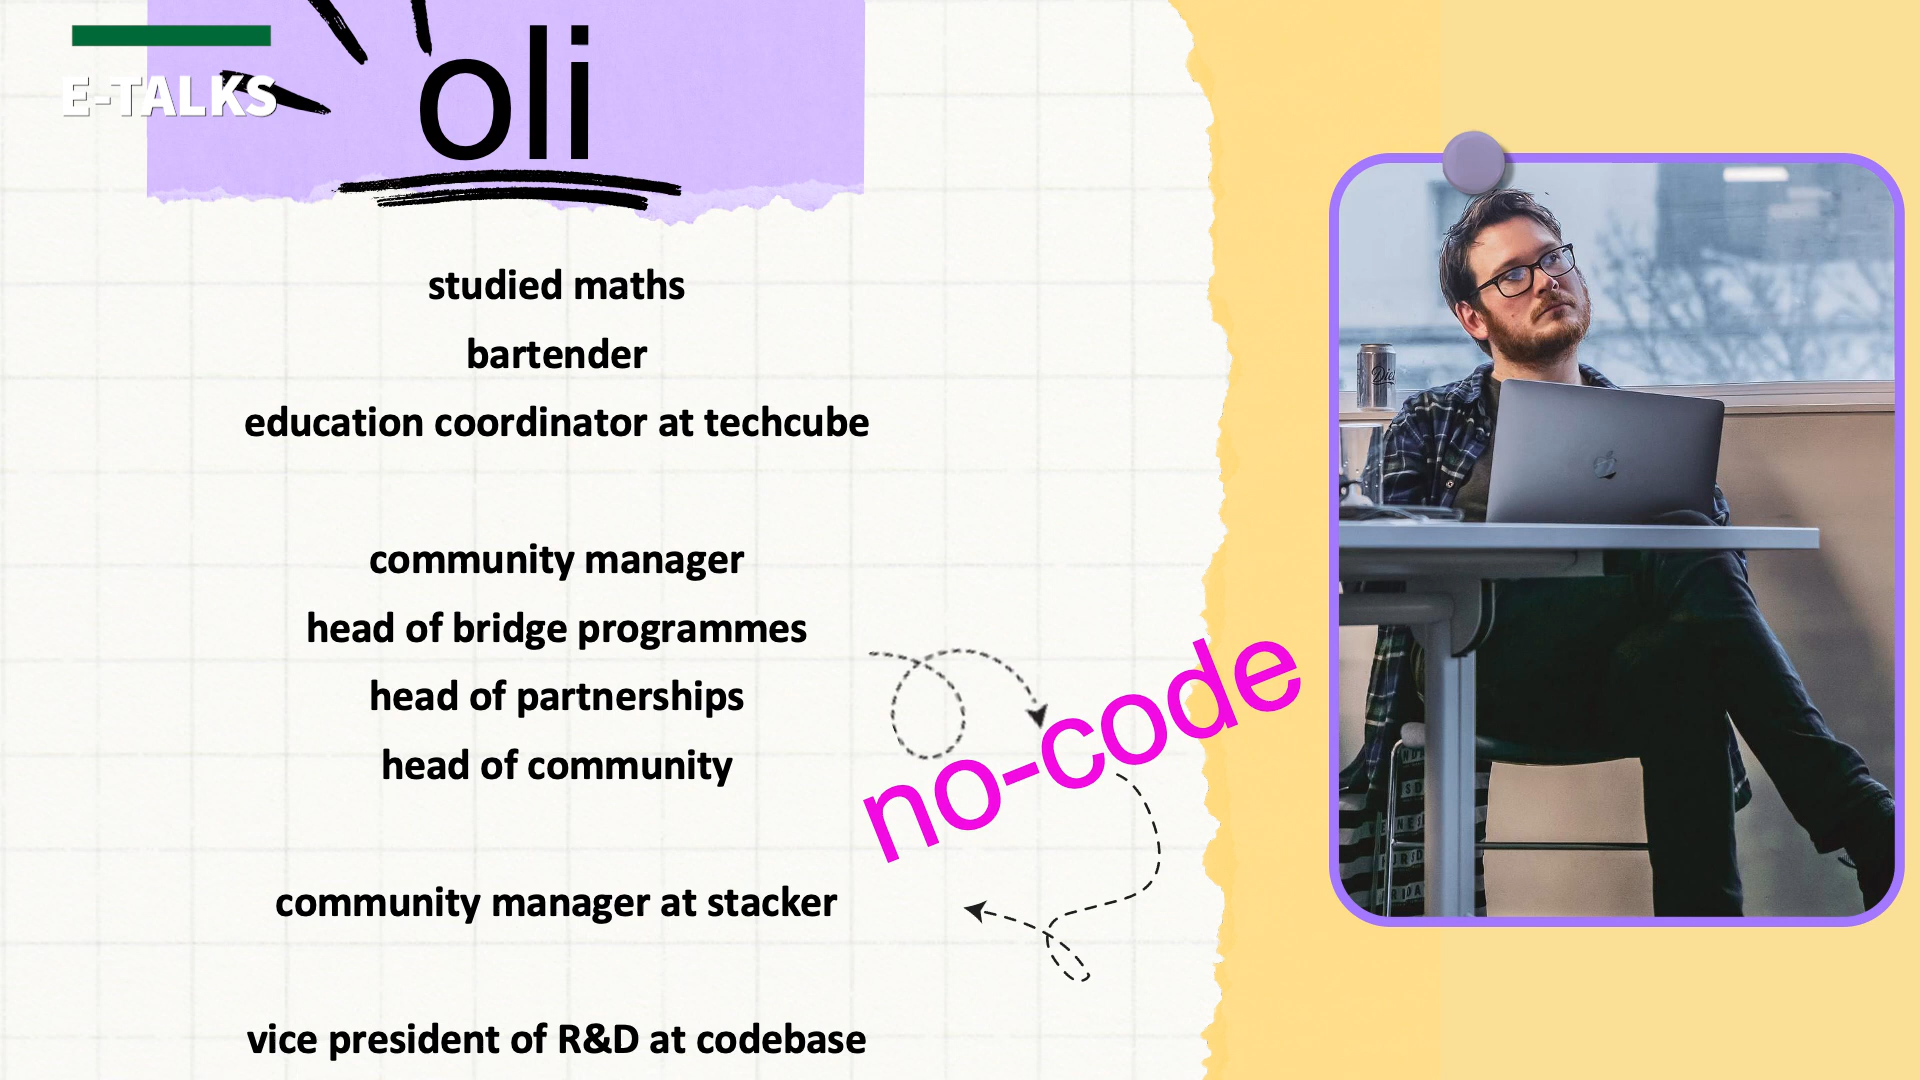 E-TALKS
oli
studied maths
bartender
education coordinator at techcube
community manager
head of bridge programmes
head of partnerships
head of community
no-code
community manager at stacker
vice president of R&D at codebase
Diet